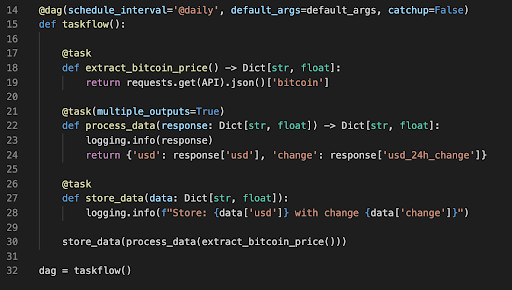 14 @dag(schedule_interval='@daily', default_args=default_args, catchup=False)
15 def taskflow():
16
17     @task
18     def extract_bitcoin_price() -> Dict[str, float]:
19         return requests.get(API).json()['bitcoin']
20
21     @task(multiple_outputs=True)
22     def process_data(response: Dict[str, float]) -> Dict[str, float]:
23         logging.info(response)
24         return {'usd': response['usd'], 'change': response['usd_24h_change']}
25
26     @task
27     def store_data(data: Dict[str, float]):
28         logging.info(f"Store: {data['usd']} with change {data['change']}")
29
30     store_data(process_data(extract_bitcoin_price()))
31
32 dag = taskflow()